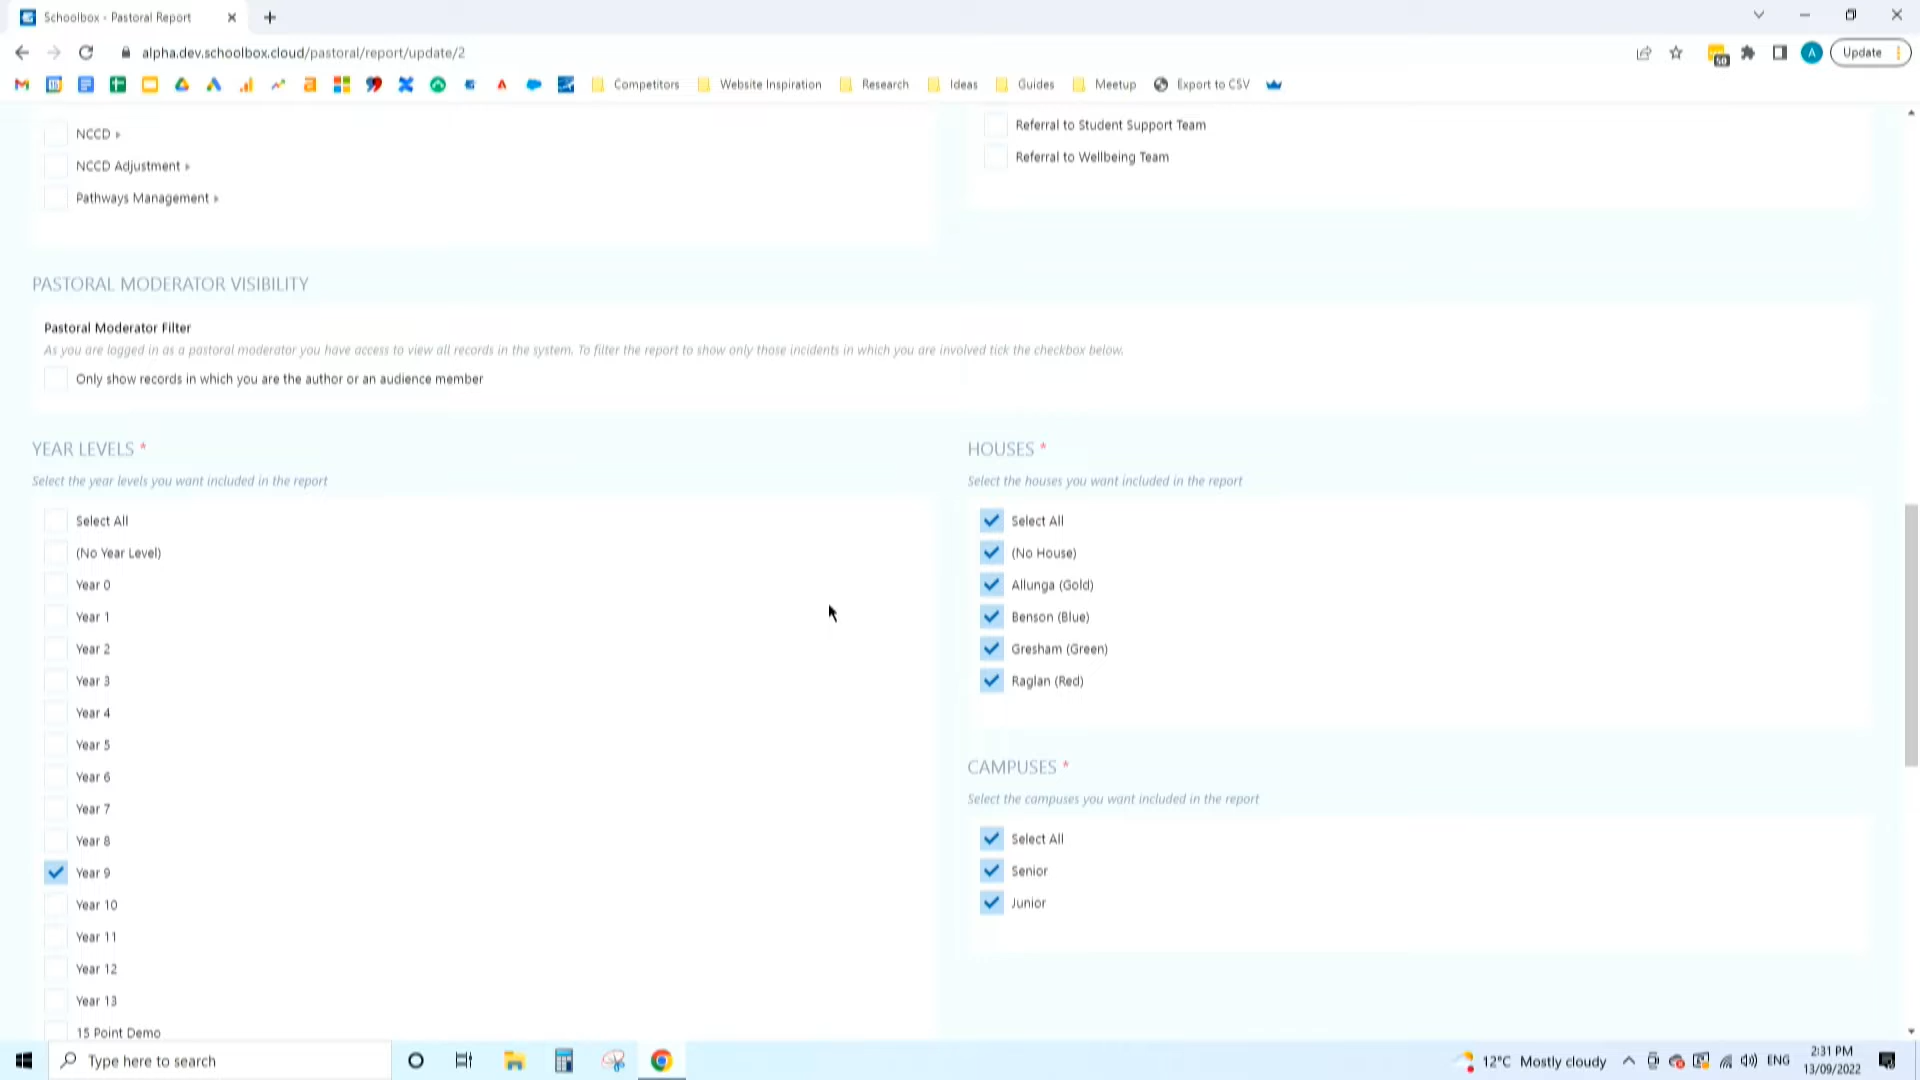 Schoolbox - Pastoral Report
alpha.dev.schoolbox.cloud/pastoral/report/update/2
50
A
Update
Competitors
Website Inspiration
Research
Ideas
Guides
Meetup
Export to CSV
NCCD
NCCD Adjustment
Pathways Management
Referral to Student Support Team
Referral to Wellbeing Team
PASTORAL MODERATOR VISIBILITY
Pastoral Moderator Filter
As you are logged in as a pastoral moderator you have access to view all records in the system. To filter the report to show only those incidents in which you are involved tick the checkbox below.
Only show records in which you are the author or an audience member
YEAR LEVELS *
Select the year levels you want included in the report
Select All
(No Year Level)
Year 0
Year 1
Year 2
Year 3
Year 4
Year 5
Year 6
Year 7
Year 8
Year 9
Year 10
Year 11
Year 12
Year 13
15 Point Demo
HOUSES *
Select the houses you want included in the report
Select All
(No House)
Allunga (Gold)
Benson (Blue)
Gresham (Green)
Raglan (Red)
CAMPUSES *
Select the campuses you want included in the report
Select All
Senior
Junior
Type here to search
12°C Mostly cloudy
ENG
2:31 PM
13/09/2022